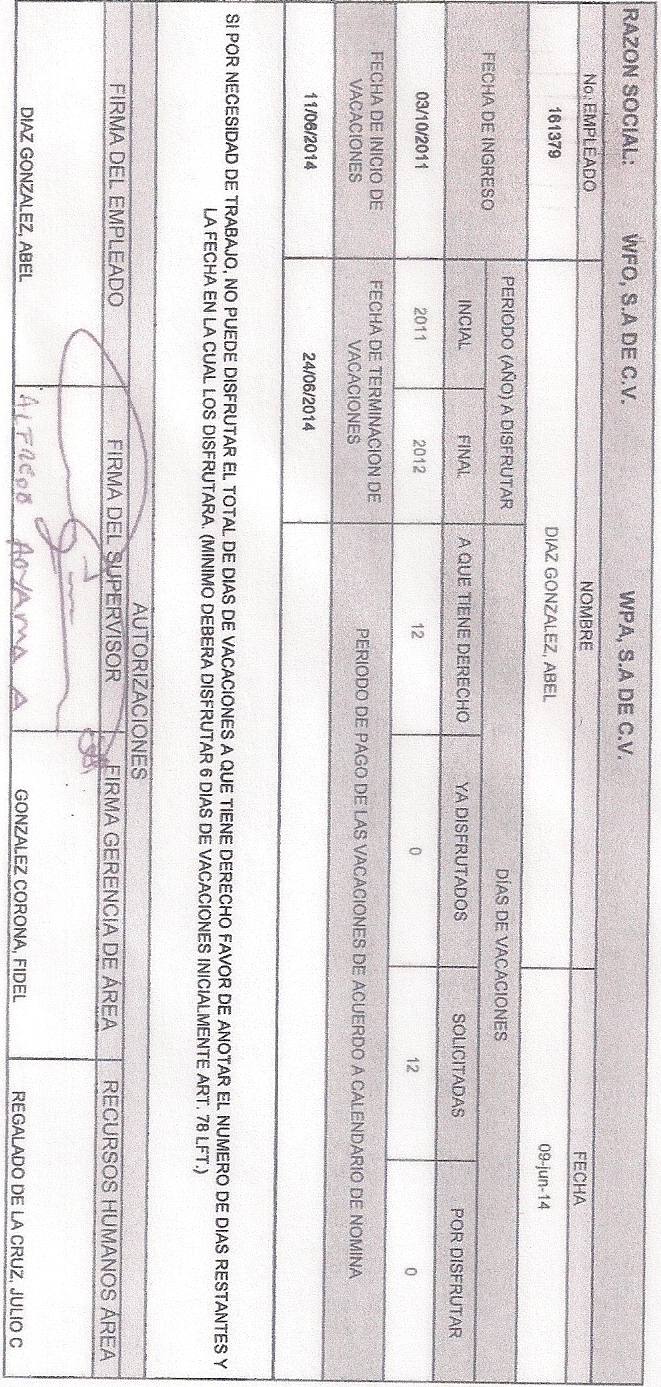 RAZON SOCIAL: WFO, S.A DE C.V. WPA, S.A DE C.V.
No. EMPLEADO NOMBRE FECHA
161379 DIAZ GONZALEZ, ABEL 09-jun-14
FECHA DE INGRESO PERIODO (AÑO) A DISFRUTAR DIAS DE VACACIONES
INCIAL FINAL A QUE TIENE DERECHO YA DISFRUTADOS SOLICITADAS POR DISFRUTAR
03/10/2011 2011 2012 12 0 12 0
FECHA DE INICIO DE VACACIONES FECHA DE TERMINACION DE VACACIONES PERIODO DE PAGO DE LAS VACACIONES DE ACUERDO A CALENDARIO DE NOMINA
11/06/2014 24/06/2014
SI POR NECESIDAD DE TRABAJO, NO PUEDE DISFRUTAR EL TOTAL DE DIAS DE VACACIONES A QUE TIENE DERECHO FAVOR DE ANOTAR EL NUMERO DE DIAS RESTANTES Y
LA FECHA EN LA CUAL LOS DISFRUTARA. (MINIMO DEBERA DISFRUTAR 6 DIAS DE VACACIONES INICIALMENTE ART. 78 LFT.)
AUTORIZACIONES
FIRMA DEL EMPLEADO FIRMA DEL SUPERVISOR FIRMA GERENCIA DE ÁREA RECURSOS HUMANOS ÁREA
DIAZ GONZALEZ, ABEL GONZALEZ CORONA, FIDEL REGALADO DE LA CRUZ, JULIO C